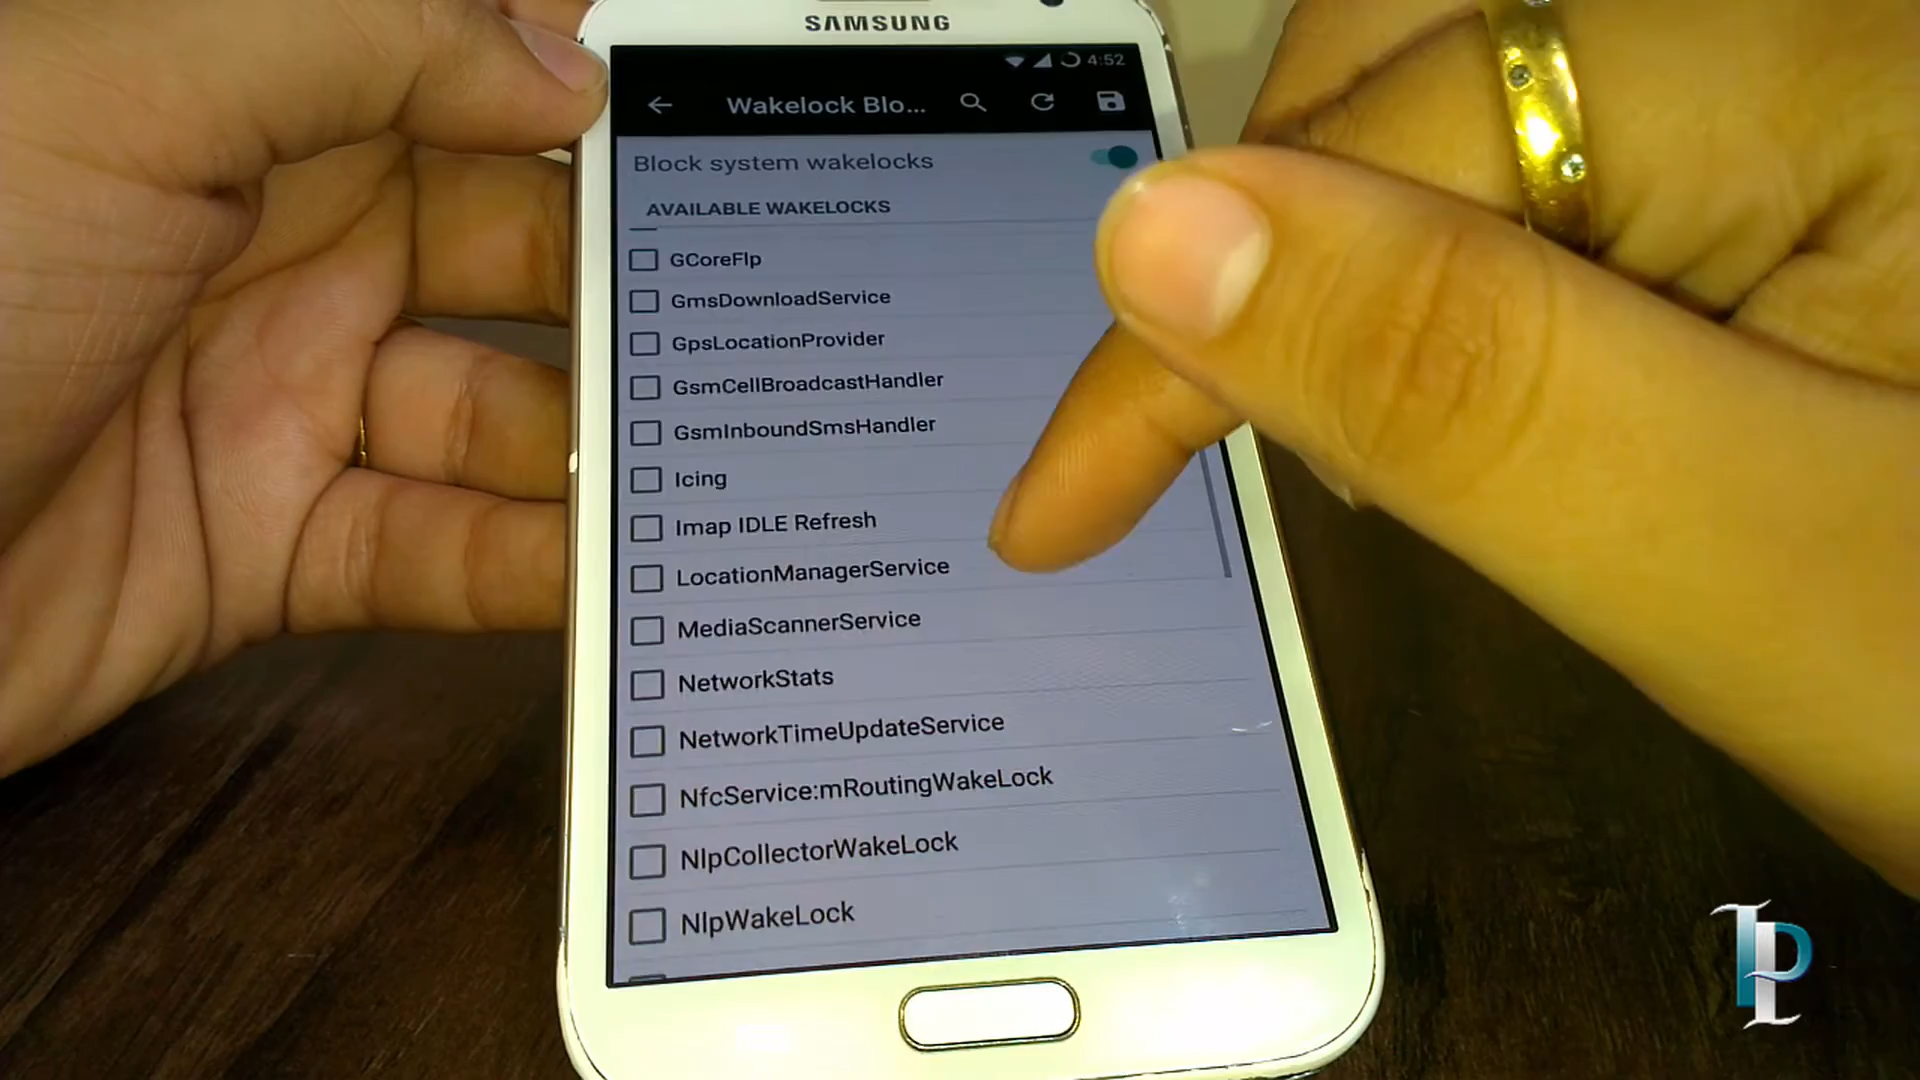 SAMSUNG
4:52
Wakelock Blo...
Block system wakelocks
AVAILABLE WAKELOCKS
GCoreFlp
GmsDownloadService
GpsLocationProvider
GsmCellBroadcastHandler
GsmInboundSmsHandler
Icing
Imap IDLE Refresh
LocationManagerService
MediaScannerService
NetworkStats
NetworkTimeUpdateService
NfcService:mRoutingWakeLock
NlpCollectorWakeLock
NlpWakeLock